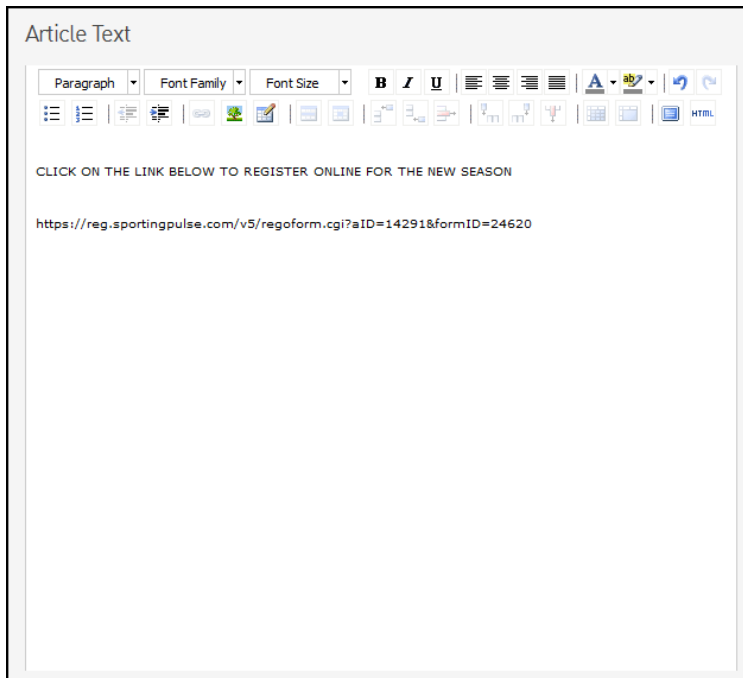 Article Text
Paragraph Font Family Font Size B I U A ab
HTML
CLICK ON THE LINK BELOW TO REGISTER ONLINE FOR THE NEW SEASON
https://reg.sportingpulse.com/v5/regoform.cgi?aID=14291&formID=24620